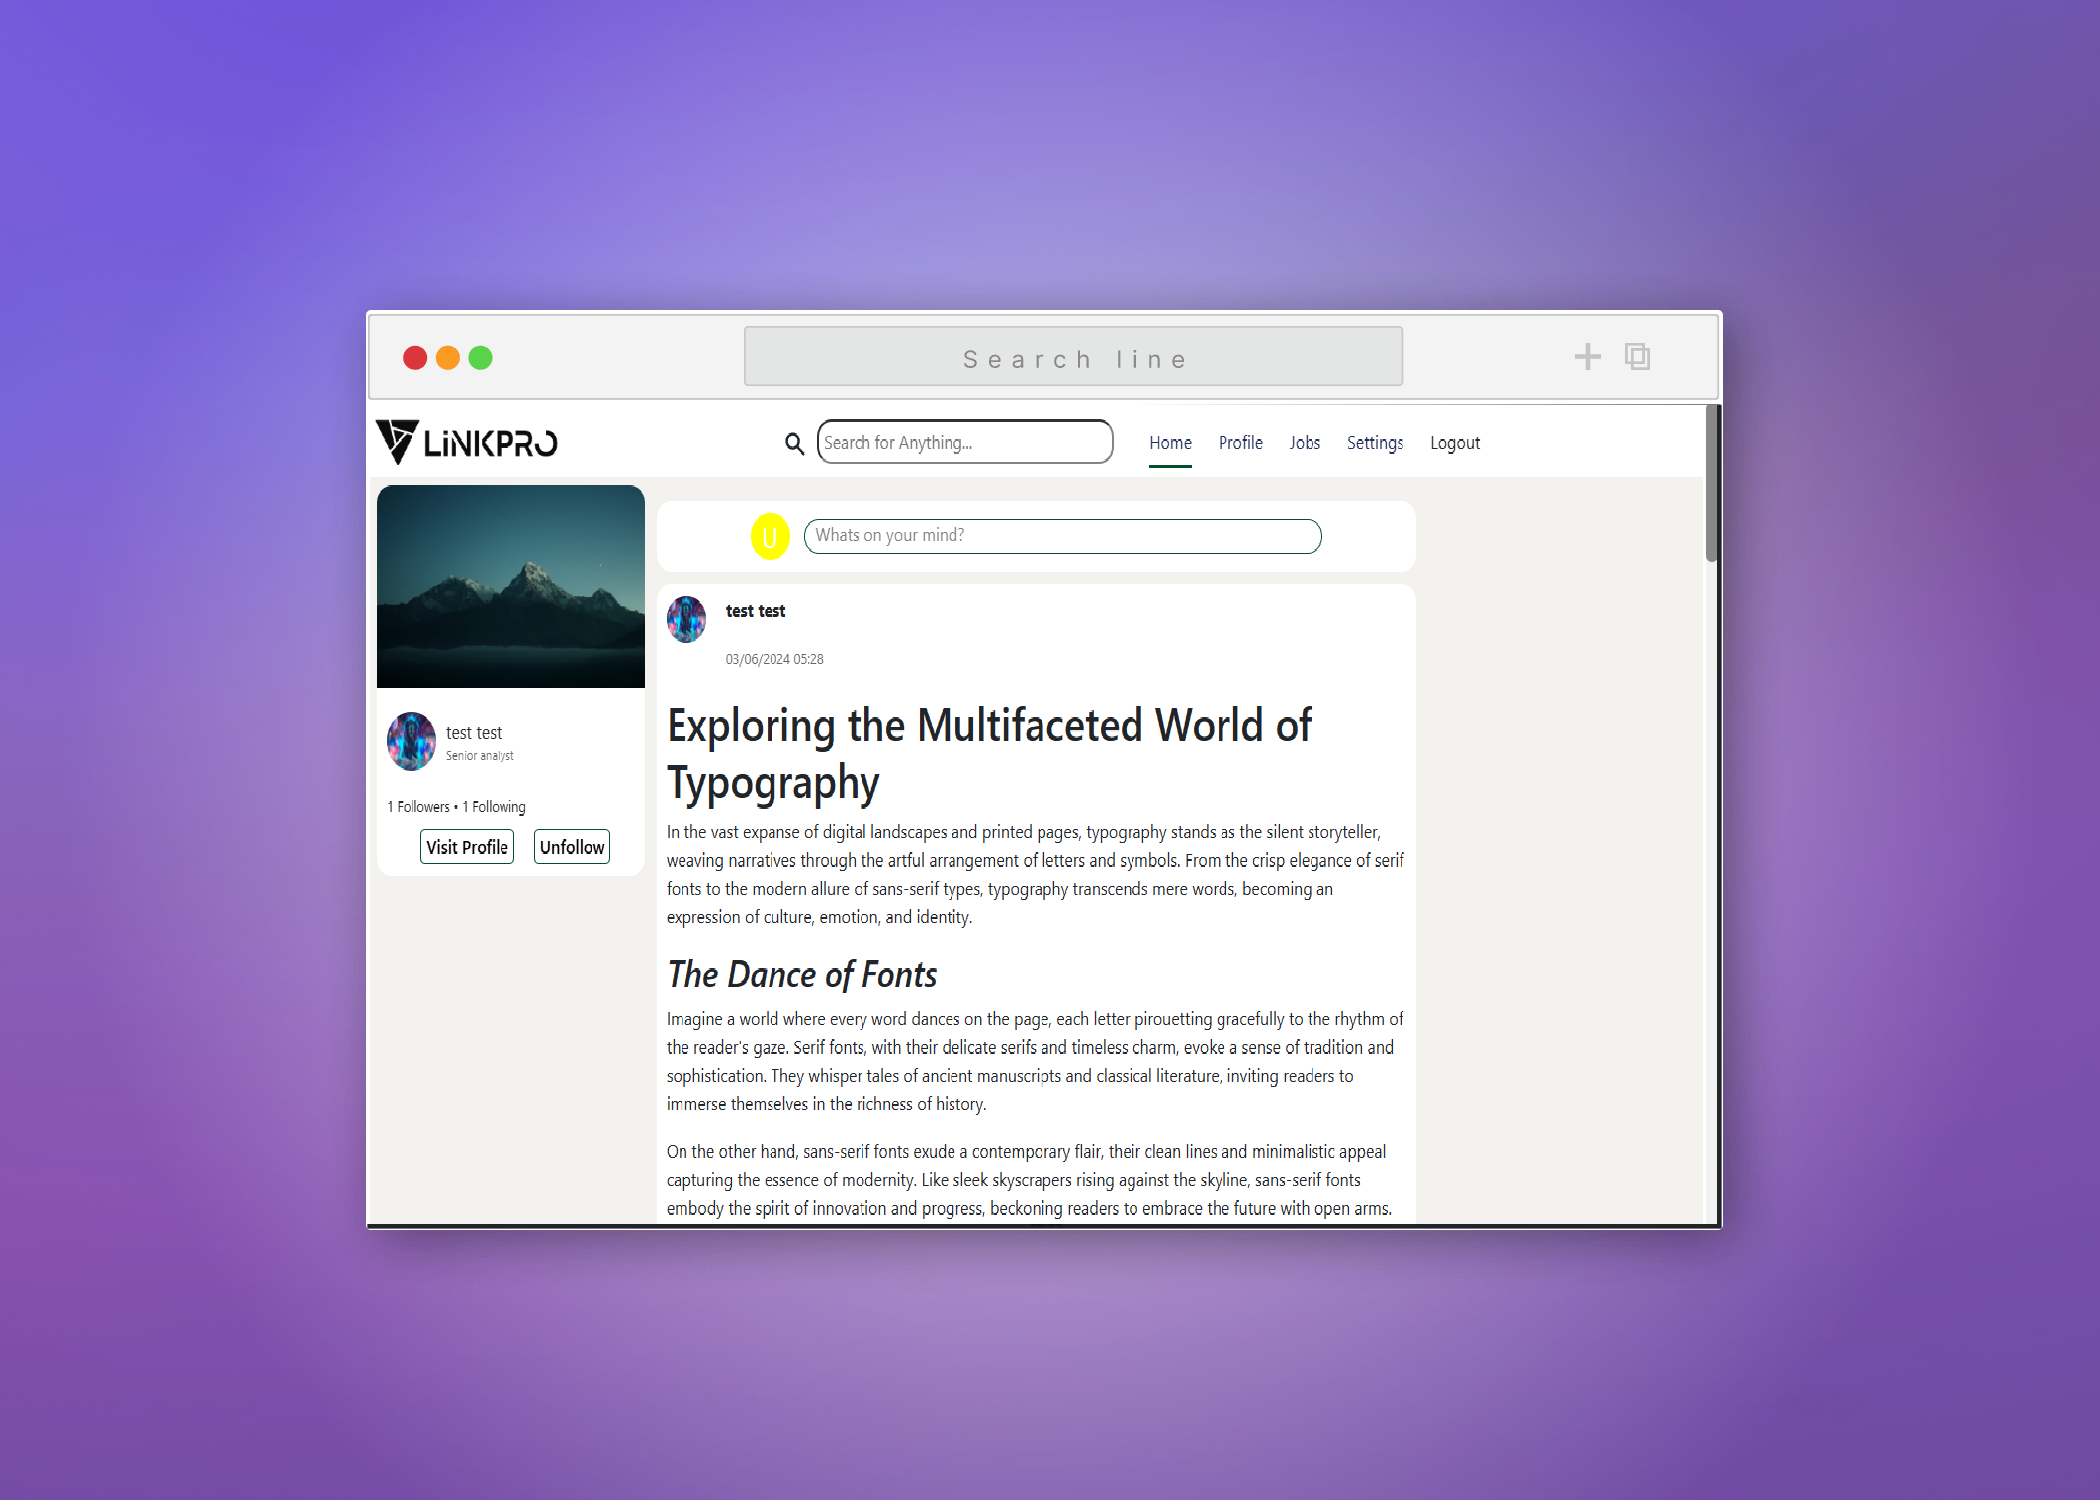 Search line
LiNKPRO
Search for Anything...
Home Profile Jobs Settings Logout
U
Whats on your mind?
test test
03/06/2024 05:28
test test
Senior analyst
1 Followers • 1 Following
Visit Profile Unfollow
Exploring the Multifaceted World of
Typography
In the vast expanse of digital landscapes and printed pages, typography stands as the silent storyteller,
weaving narratives through the artful arrangement of letters and symbols. From the crisp elegance of serif
fonts to the modern allure of sans-serif types, typography transcends mere words, becoming an
expression of culture, emotion, and identity.
The Dance of Fonts
Imagine a world where every word dances on the page, each letter pirouetting gracefully to the rhythm of
the reader's gaze. Serif fonts, with their delicate serifs and timeless charm, evoke a sense of tradition and
sophistication. They whisper tales of ancient manuscripts and classical literature, inviting readers to
immerse themselves in the richness of history.
On the other hand, sans-serif fonts exude a contemporary flair, their clean lines and minimalistic appeal
capturing the essence of modernity. Like sleek skyscrapers rising against the skyline, sans-serif fonts
embody the spirit of innovation and progress, beckoning readers to embrace the future with open arms.